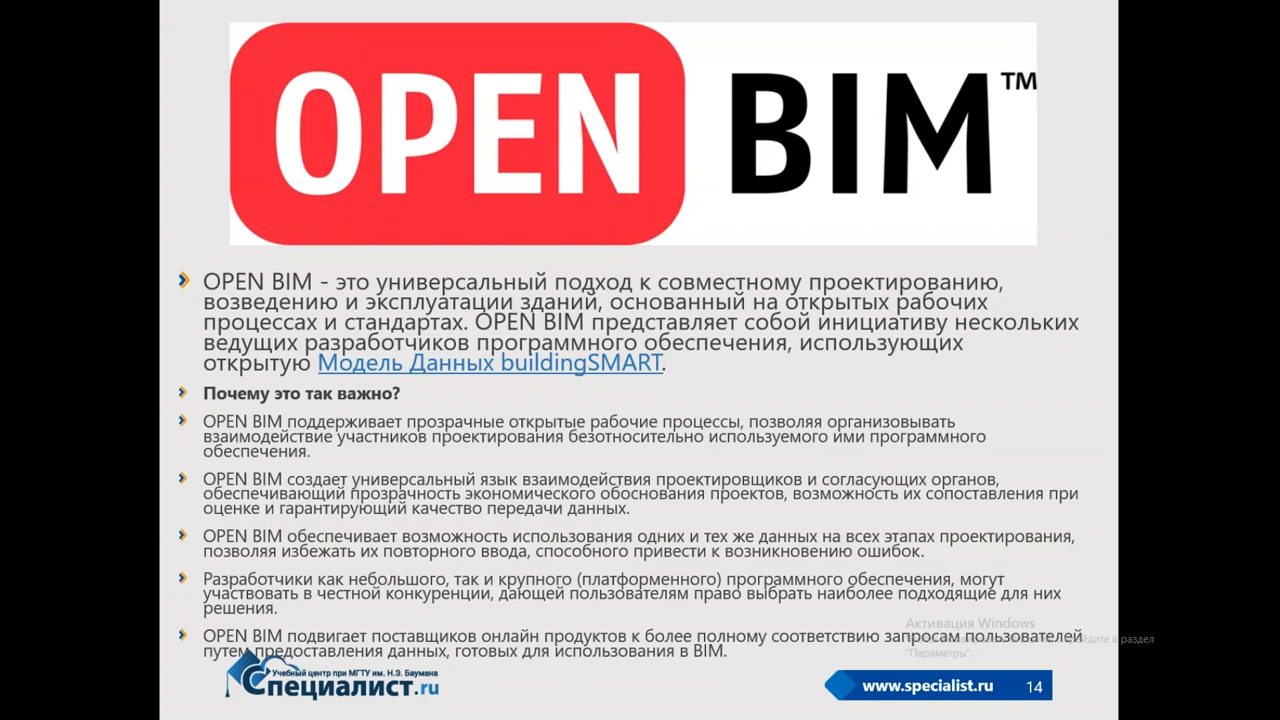 OPEN BIM™
OPEN BIM - это универсальный подход к совместному проектированию,
возведению и эксплуатации зданий, основанный на открытых рабочих
процессах и стандартах. OPEN BIM представляет собой инициативу нескольких
ведущих разработчиков программного обеспечения, использующих
открытую Модель Данных buildingSMART.
Почему это так важно?
OPEN BIM поддерживает прозрачные открытые рабочие процессы, позволяя организовывать
взаимодействие участников проектирования безотносительно используемого ими программного
обеспечения.
OPEN BIM создает универсальный язык взаимодействия проектировщиков и согласующих органов,
обеспечивающий прозрачность экономического обоснования проектов, возможность их сопоставления при
оценке и гарантирующий качество передачи данных.
OPEN BIM обеспечивает возможность использования одних и тех же данных на всех этапах проектирования,
позволяя избежать их повторного ввода, способного привести к возникновению ошибок.
Разработчики как небольшого, так и крупного (платформенного) программного обеспечения, могут
участвовать в честной конкуренции, дающей пользователям право выбрать наиболее подходящие для них
решения.
Активация Windows
OPEN BIM подвигает поставщиков онлайн продуктов к более полному соответствию запросам пользователей
в раздел
путем предоставления данных, готовых для использования в BIM.
"Параметры".
Учебный центр при МГТУ им. Н.Э. Баумана
Специалист.ru
www.specialist.ru 14